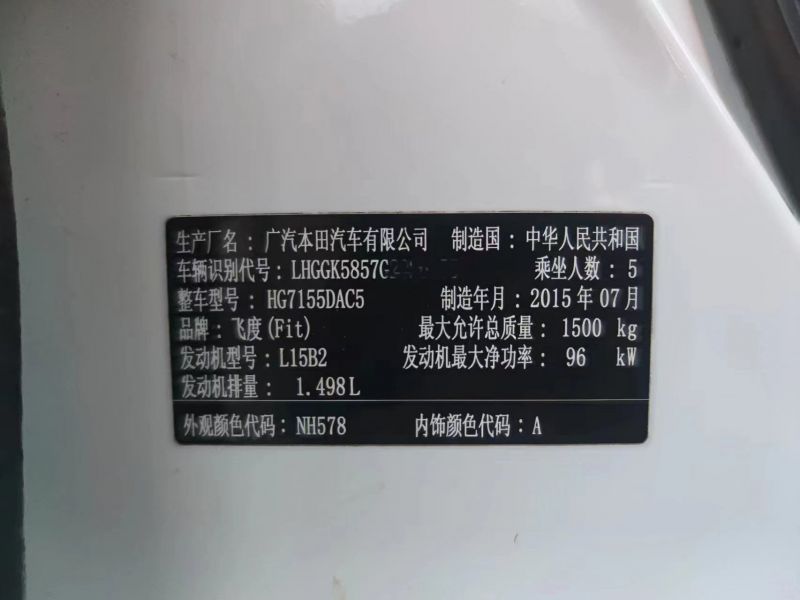 生产厂名：广汽本田汽车有限公司 制造国：中华人民共和国
车辆识别代号：LHGGK5857G 乘坐人数：5
整车型号：HG7155DAC5 制造年月：2015年07月
品牌：飞度(Fit) 最大允许总质量：1500 kg
发动机型号：L15B2 发动机最大净功率：96 kW
发动机排量：1.498L
外观颜色代码：NH578 内饰颜色代码：A